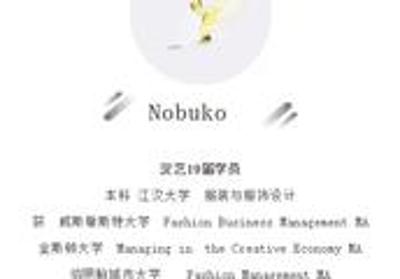 Nobuko
汉艺19届学员
本科 江汉大学 服装与服饰设计
获 威斯敏斯特大学 Fashion Business Management MA
金斯顿大学 Managing in the Creative Economy MA
伯明翰城市大学 Fashion Management MA